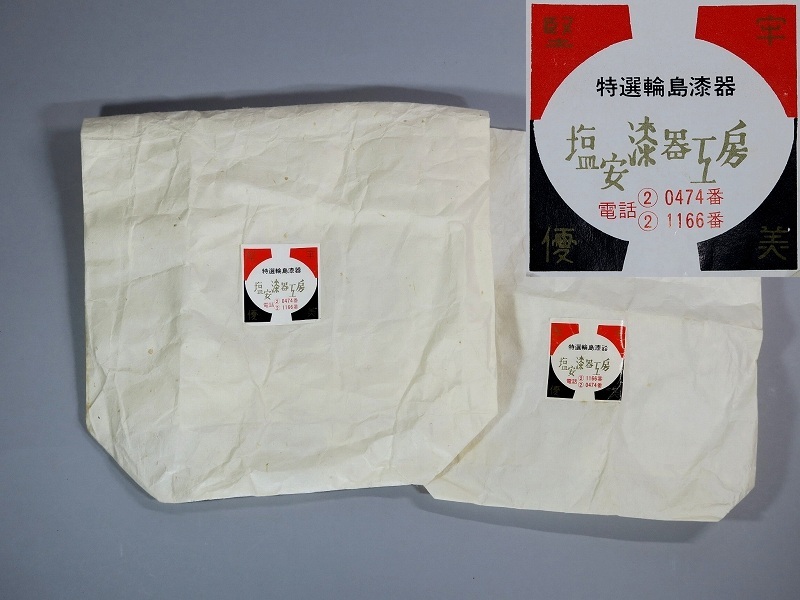 堅 牢
特選輪島漆器
塩安漆器工房
電話 ② 0474番
② 1166番
優 美
特選輪島漆器
塩安漆器工房
電話 ② 0474番
② 1166番
優
特選輪島漆器
塩安漆器工房
電話 ② 1166番
② 0474番